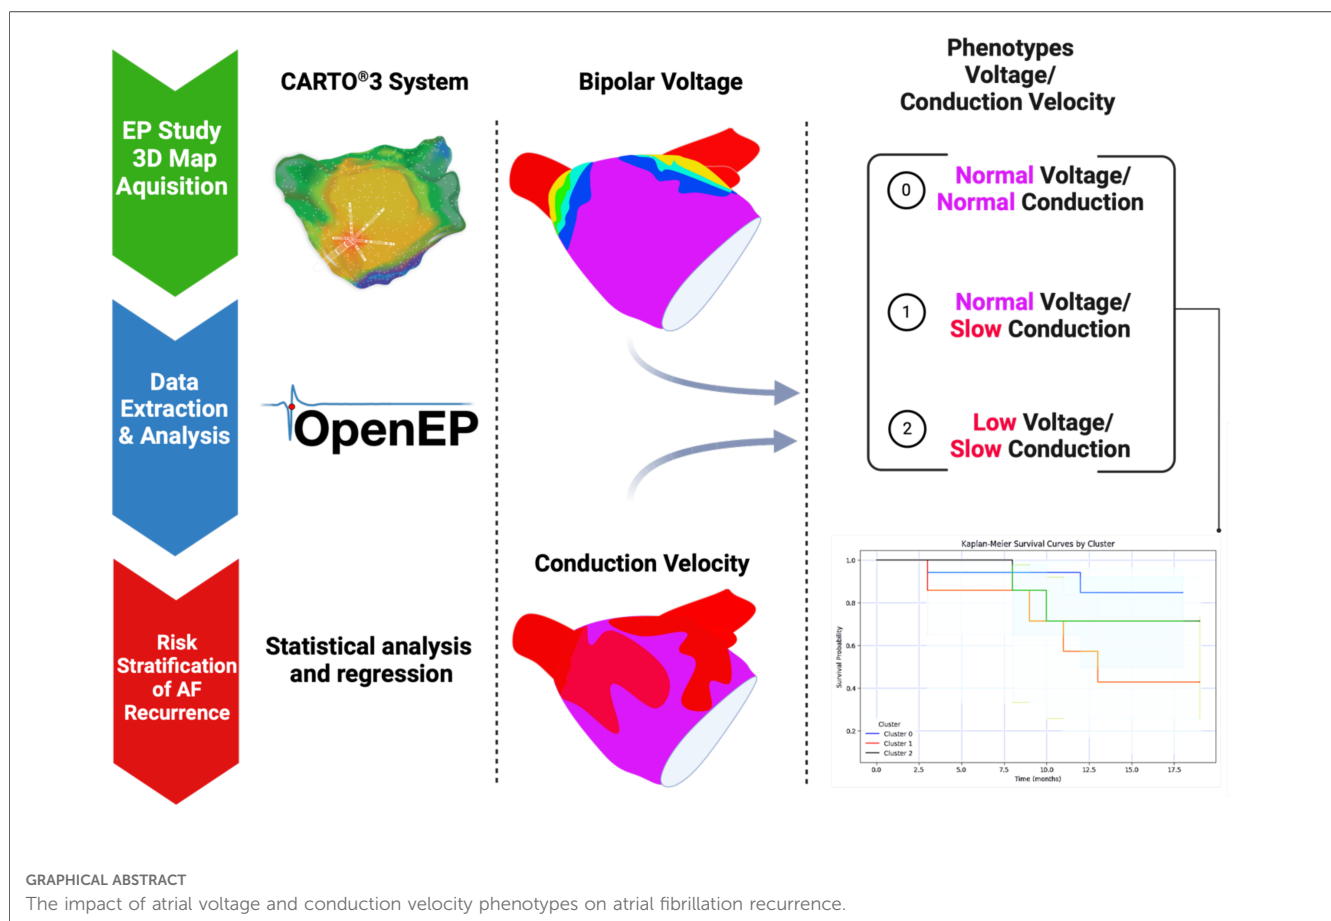 EP Study
3D Map
Aquisition
Data
Extraction
& Analysis
Risk
Stratification
of AF
Recurrence
CARTO®3 System
OpenEP
Statistical analysis
and regression
Bipolar Voltage
Conduction Velocity
Phenotypes
Voltage/
Conduction Velocity
0
Normal Voltage/
Normal Conduction
1
Normal Voltage/
Slow Conduction
2
Low Voltage/
Slow Conduction
Kaplan-Meier Survival Curves by Cluster
Survival Probability
1.0
0.8
0.6
0.4
0.2
Cluster
Cluster 0
Cluster 1
Cluster 2
0.0 2.5 5.0 7.5 10.0 12.5 15.0 17.5
Time (months)
GRAPHICAL ABSTRACT
The impact of atrial voltage and conduction velocity phenotypes on atrial fibrillation recurrence.